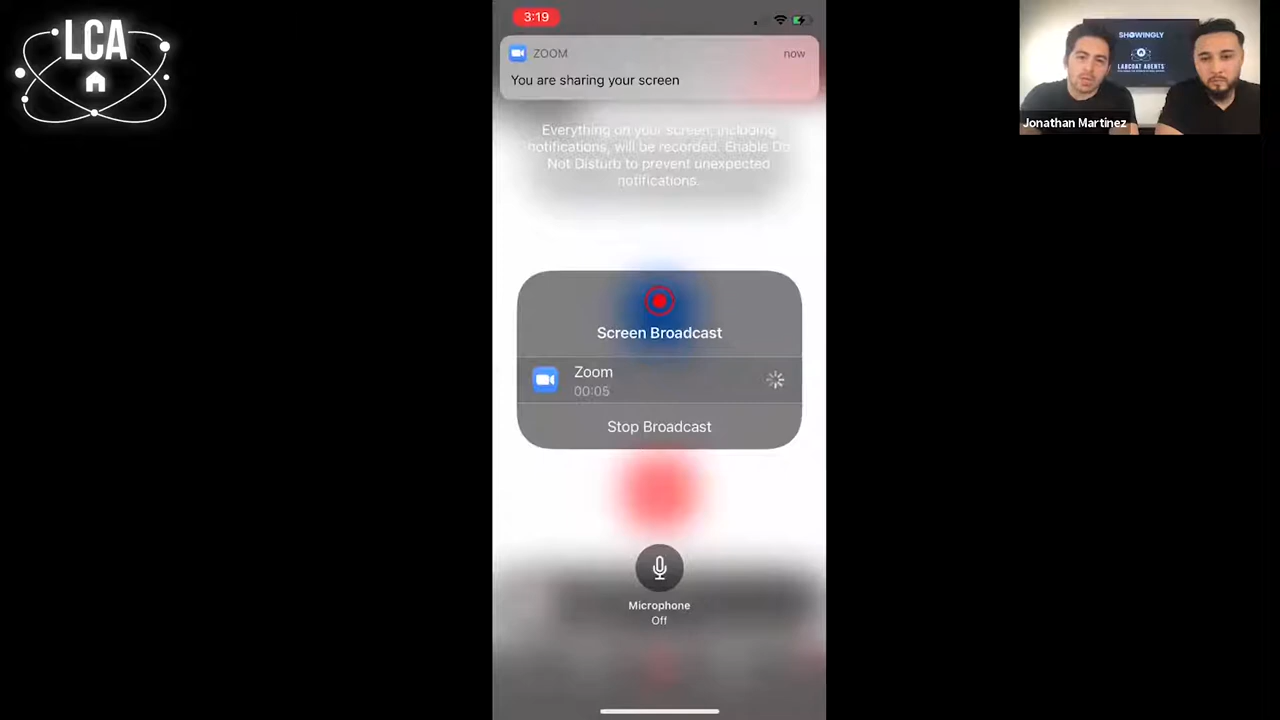 LCA
3:19
ZOOM
now
You are sharing your screen
Everything on your screen, including
notifications, will be recorded. Enable Do
Not Disturb to prevent unexpected
notifications.
Screen Broadcast
Zoom
00:05
Stop Broadcast
Microphone
Off
SHOWINGLY
LABCOAT AGENTS
Jonathan Martinez